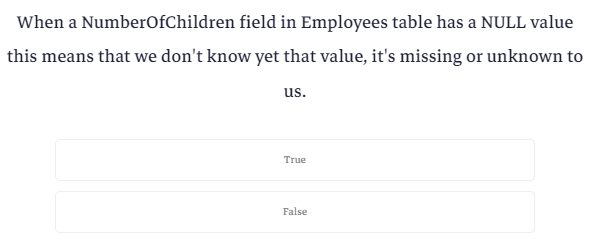 When a NumberOfChildren field in Employees table has a NULL value
this means that we don't know yet that value, it's missing or unknown to
us.
True
False